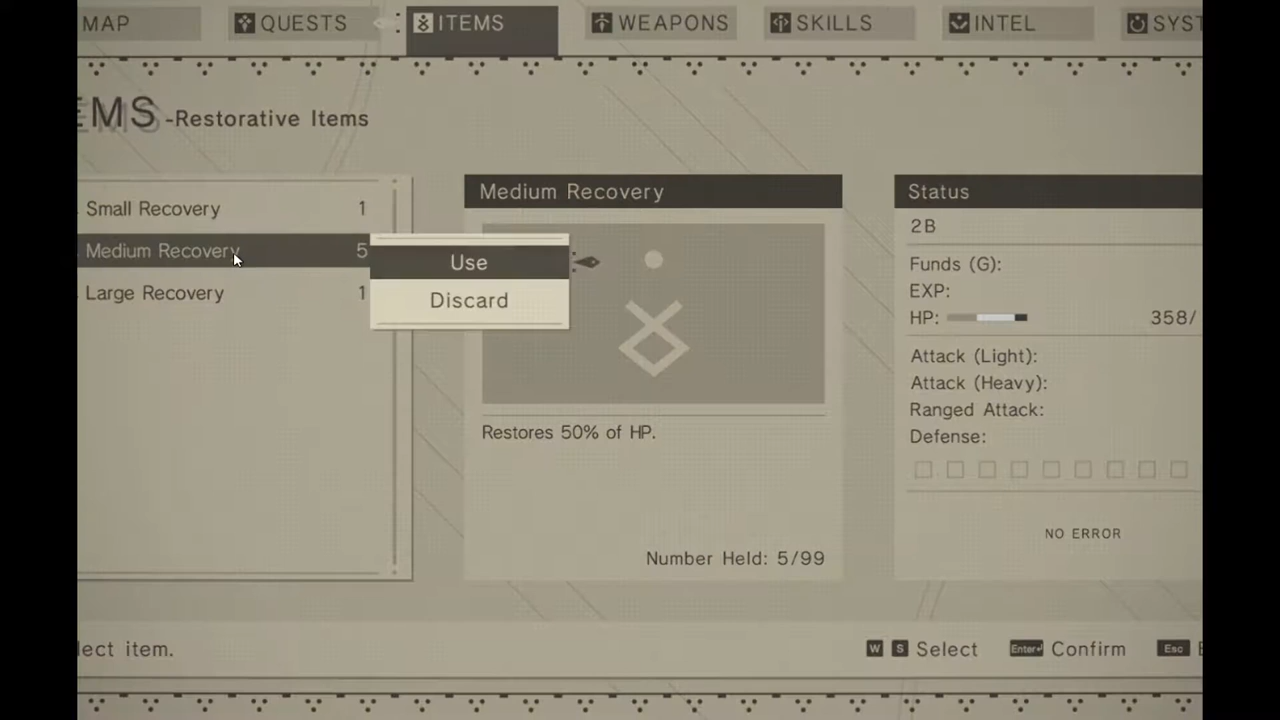 MAP QUESTS ITEMS WEAPONS SKILLS INTEL SYST
EMS -Restorative Items
Small Recovery 1
Medium Recovery 5
Large Recovery 1
Use
Discard
Medium Recovery
Restores 50% of HP.
Number Held: 5/99
Status
2B
Funds (G):
EXP:
HP: 358/
Attack (Light):
Attack (Heavy):
Ranged Attack:
Defense:
NO ERROR
lect item.
W S Select Enter Confirm Esc